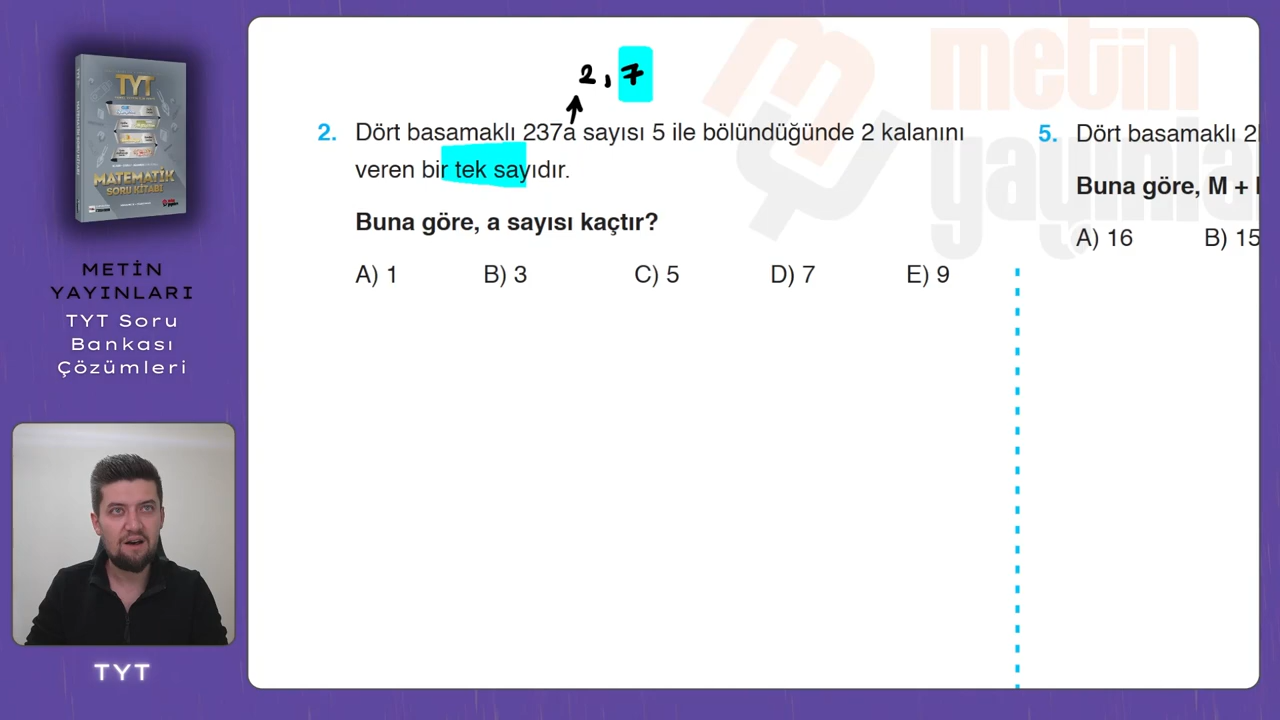 TYT
MATEMATİK
SORU KİTABI
METİN
YAYINLARI
TYT Soru
Bankası
Çözümleri
TYT
metin
yayınla
2, 7
2. Dört basamaklı 237a sayısı 5 ile bölündüğünde 2 kalanını
veren bir tek sayıdır.
Buna göre, a sayısı kaçtır?
A) 1 B) 3 C) 5 D) 7 E) 9
5. Dört basamaklı 2
Buna göre, M +
A) 16 B) 15